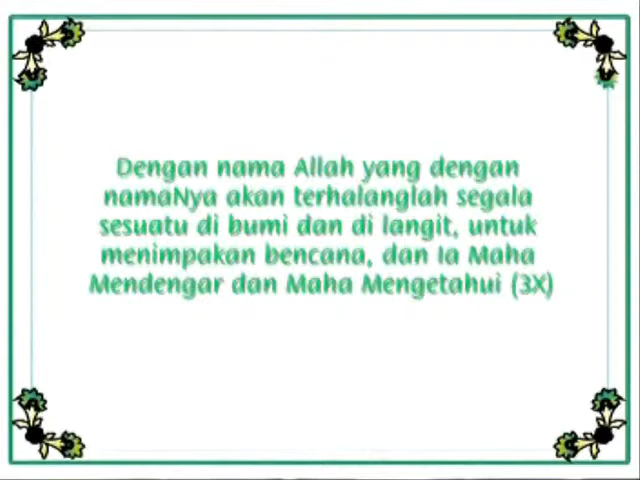 Dengan nama Allah yang dengan
namaNya akan terhalanglah segala
sesuatu di bumi dan di langit, untuk
menimpakan bencana, dan Ia Maha
Mendengar dan Maha Mengetahui (3X)